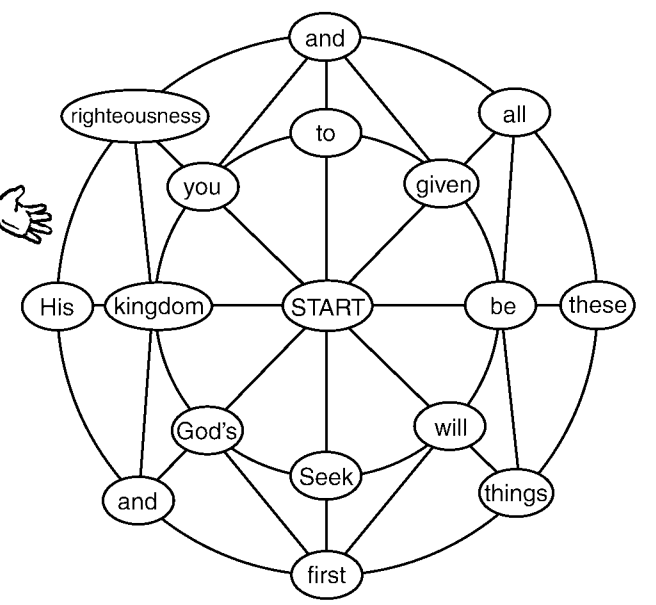 and
righteousness
all
to
you
given
His
kingdom
START
be
these
God's
will
Seek
and
things
first